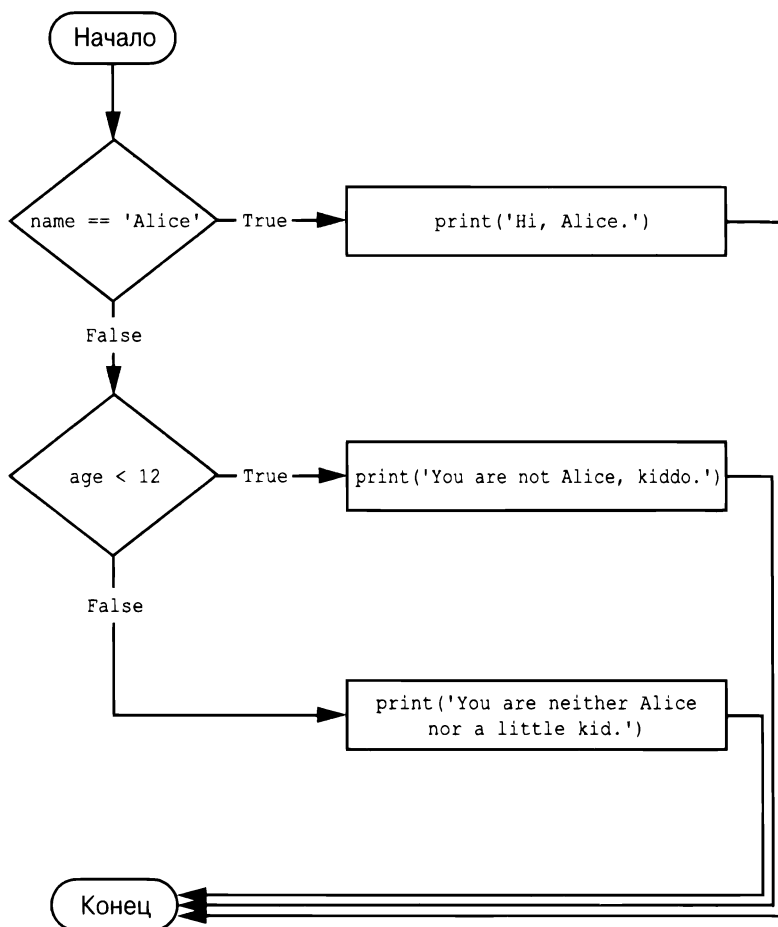 Начало
name == 'Alice'
True
print('Hi, Alice.')
False
age < 12
True
print('You are not Alice, kiddo.')
False
print('You are neither Alice
nor a little kid.')
Конец